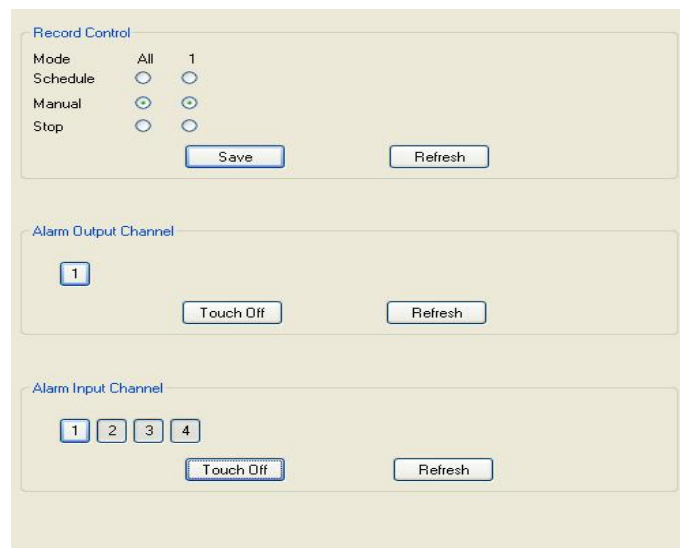 Record Control
Mode All 1
Schedule
Manual
Stop
Save Refresh
Alarm Output Channel
1
Touch Off Refresh
Alarm Input Channel
1 2 3 4
Touch Off Refresh